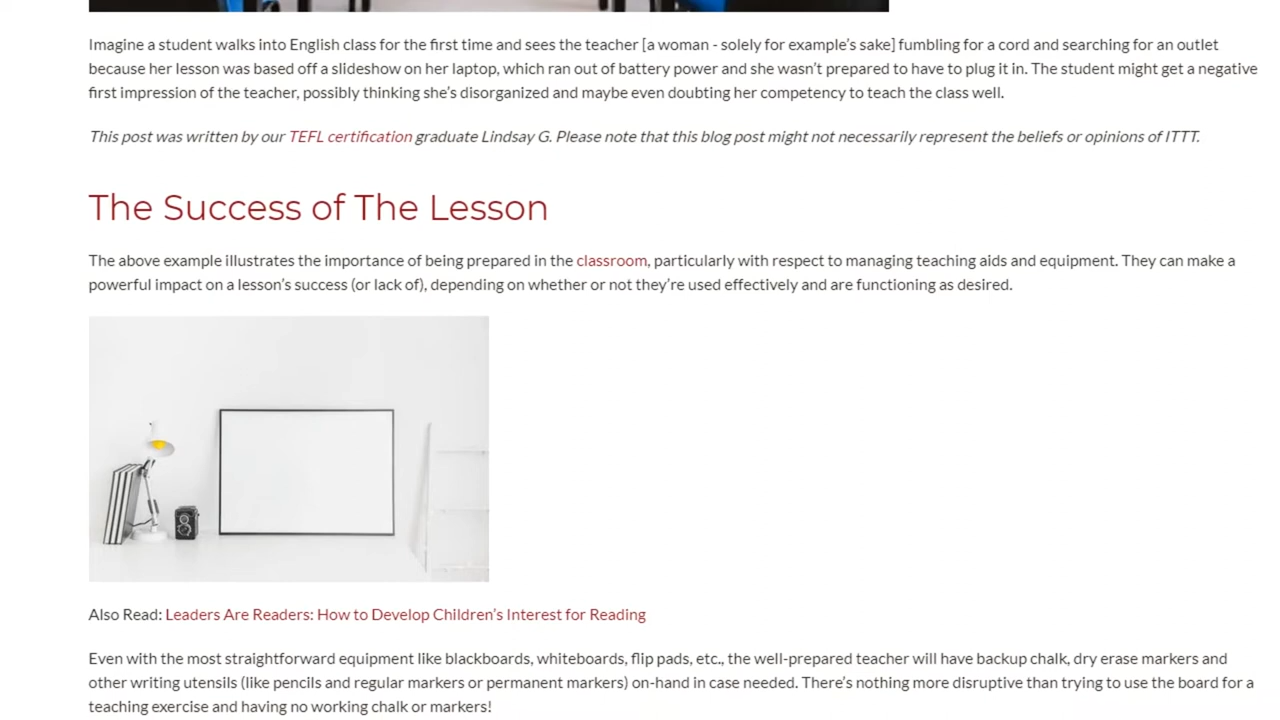 Imagine a student walks into English class for the first time and sees the teacher [a woman - solely for example's sake] fumbling for a cord and searching for an outlet
because her lesson was based off a slideshow on her laptop, which ran out of battery power and she wasn't prepared to have to plug it in. The student might get a negative
first impression of the teacher, possibly thinking she's disorganized and maybe even doubting her competency to teach the class well.
This post was written by our TEFL certification graduate Lindsay G. Please note that this blog post might not necessarily represent the beliefs or opinions of ITTT.
The Success of The Lesson
The above example illustrates the importance of being prepared in the classroom, particularly with respect to managing teaching aids and equipment. They can make a
powerful impact on a lesson's success (or lack of), depending on whether or not they're used effectively and are functioning as desired.
Also Read: Leaders Are Readers: How to Develop Children's Interest for Reading
Even with the most straightforward equipment like blackboards, whiteboards, flip pads, etc., the well-prepared teacher will have backup chalk, dry erase markers and
other writing utensils (like pencils and regular markers or permanent markers) on-hand in case needed. There's nothing more disruptive than trying to use the board for a
teaching exercise and having no working chalk or markers!